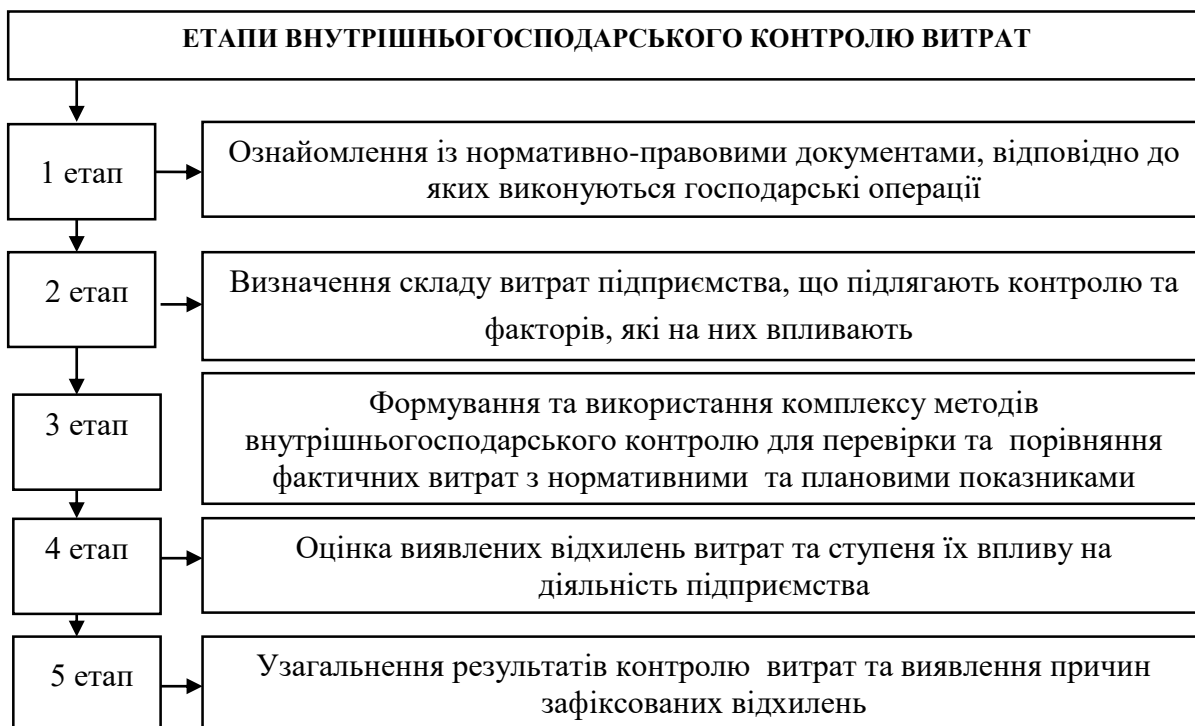 ЕТАПИ ВНУТРІШНЬОГОСПОДАРСЬКОГО КОНТРОЛЮ ВИТРАТ
1 етап
Ознайомлення із нормативно-правовими документами, відповідно до
яких виконуються господарські операції
2 етап
Визначення складу витрат підприємства, що підлягають контролю та
факторів, які на них впливають
3 етап
Формування та використання комплексу методів
внутрішньогосподарського контролю для перевірки та порівняння
фактичних витрат з нормативними та плановими показниками
4 етап
Оцінка виявлених відхилень витрат та ступеня їх впливу на
діяльність підприємства
5 етап
Узагальнення результатів контролю витрат та виявлення причин
зафіксованих відхилень